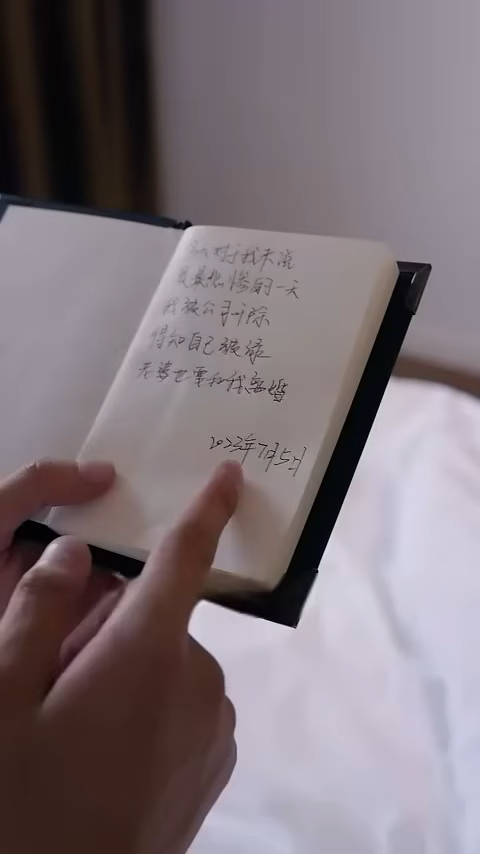 对于我来说
是最悲惨的一天
我被公司开除
得知自己被绿
老婆也要和我离婚
2023年7月5日